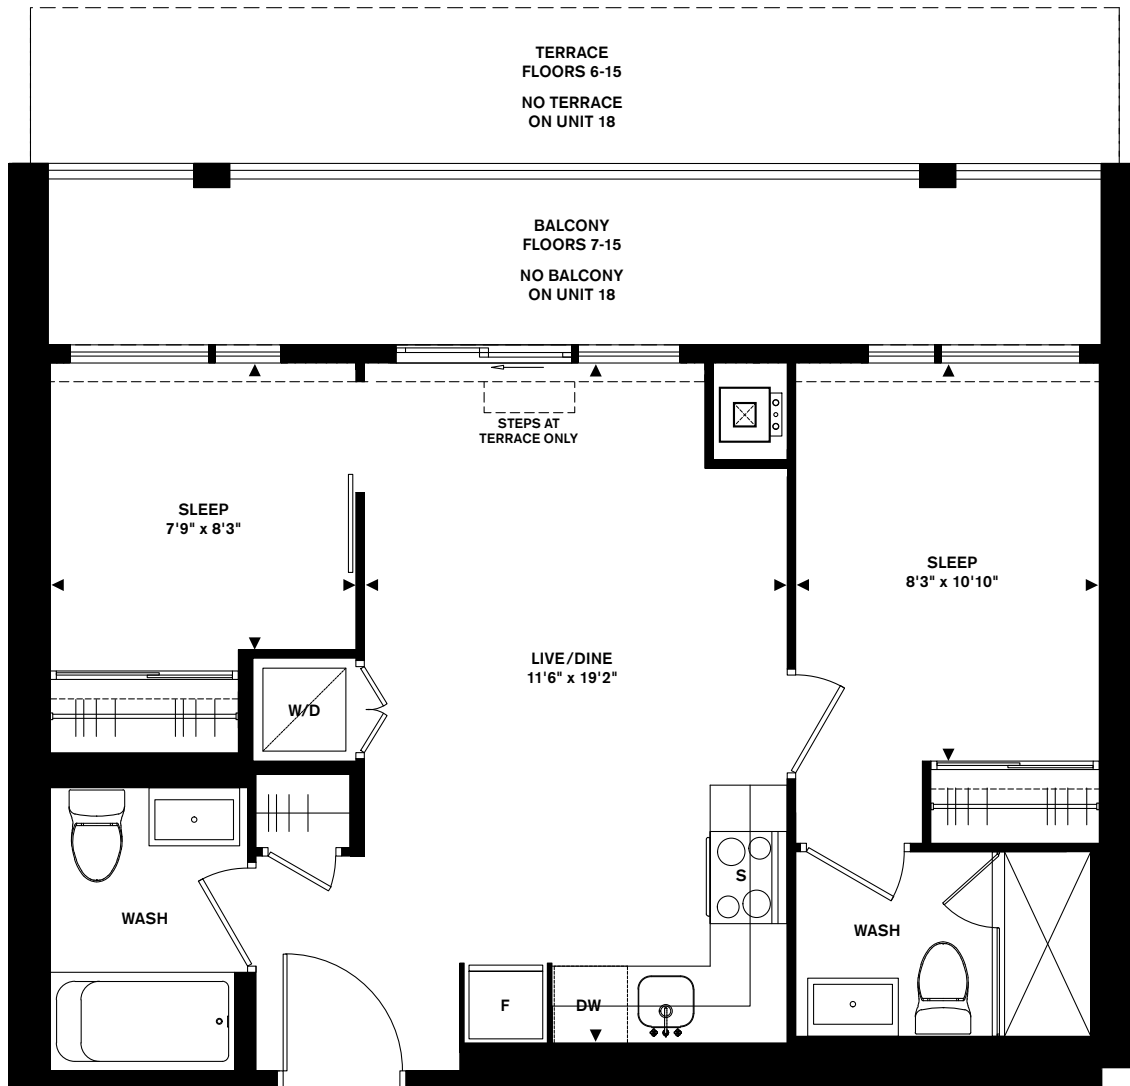 TERRACE
FLOORS 6-15
NO TERRACE
ON UNIT 18
BALCONY
FLOORS 7-15
NO BALCONY
ON UNIT 18
STEPS AT
TERRACE ONLY
SLEEP
7'9" x 8'3"
SLEEP
8'3" x 10'10"
LIVE/DINE
11'6" x 19'2"
W/D
S
WASH
WASH
F
DW